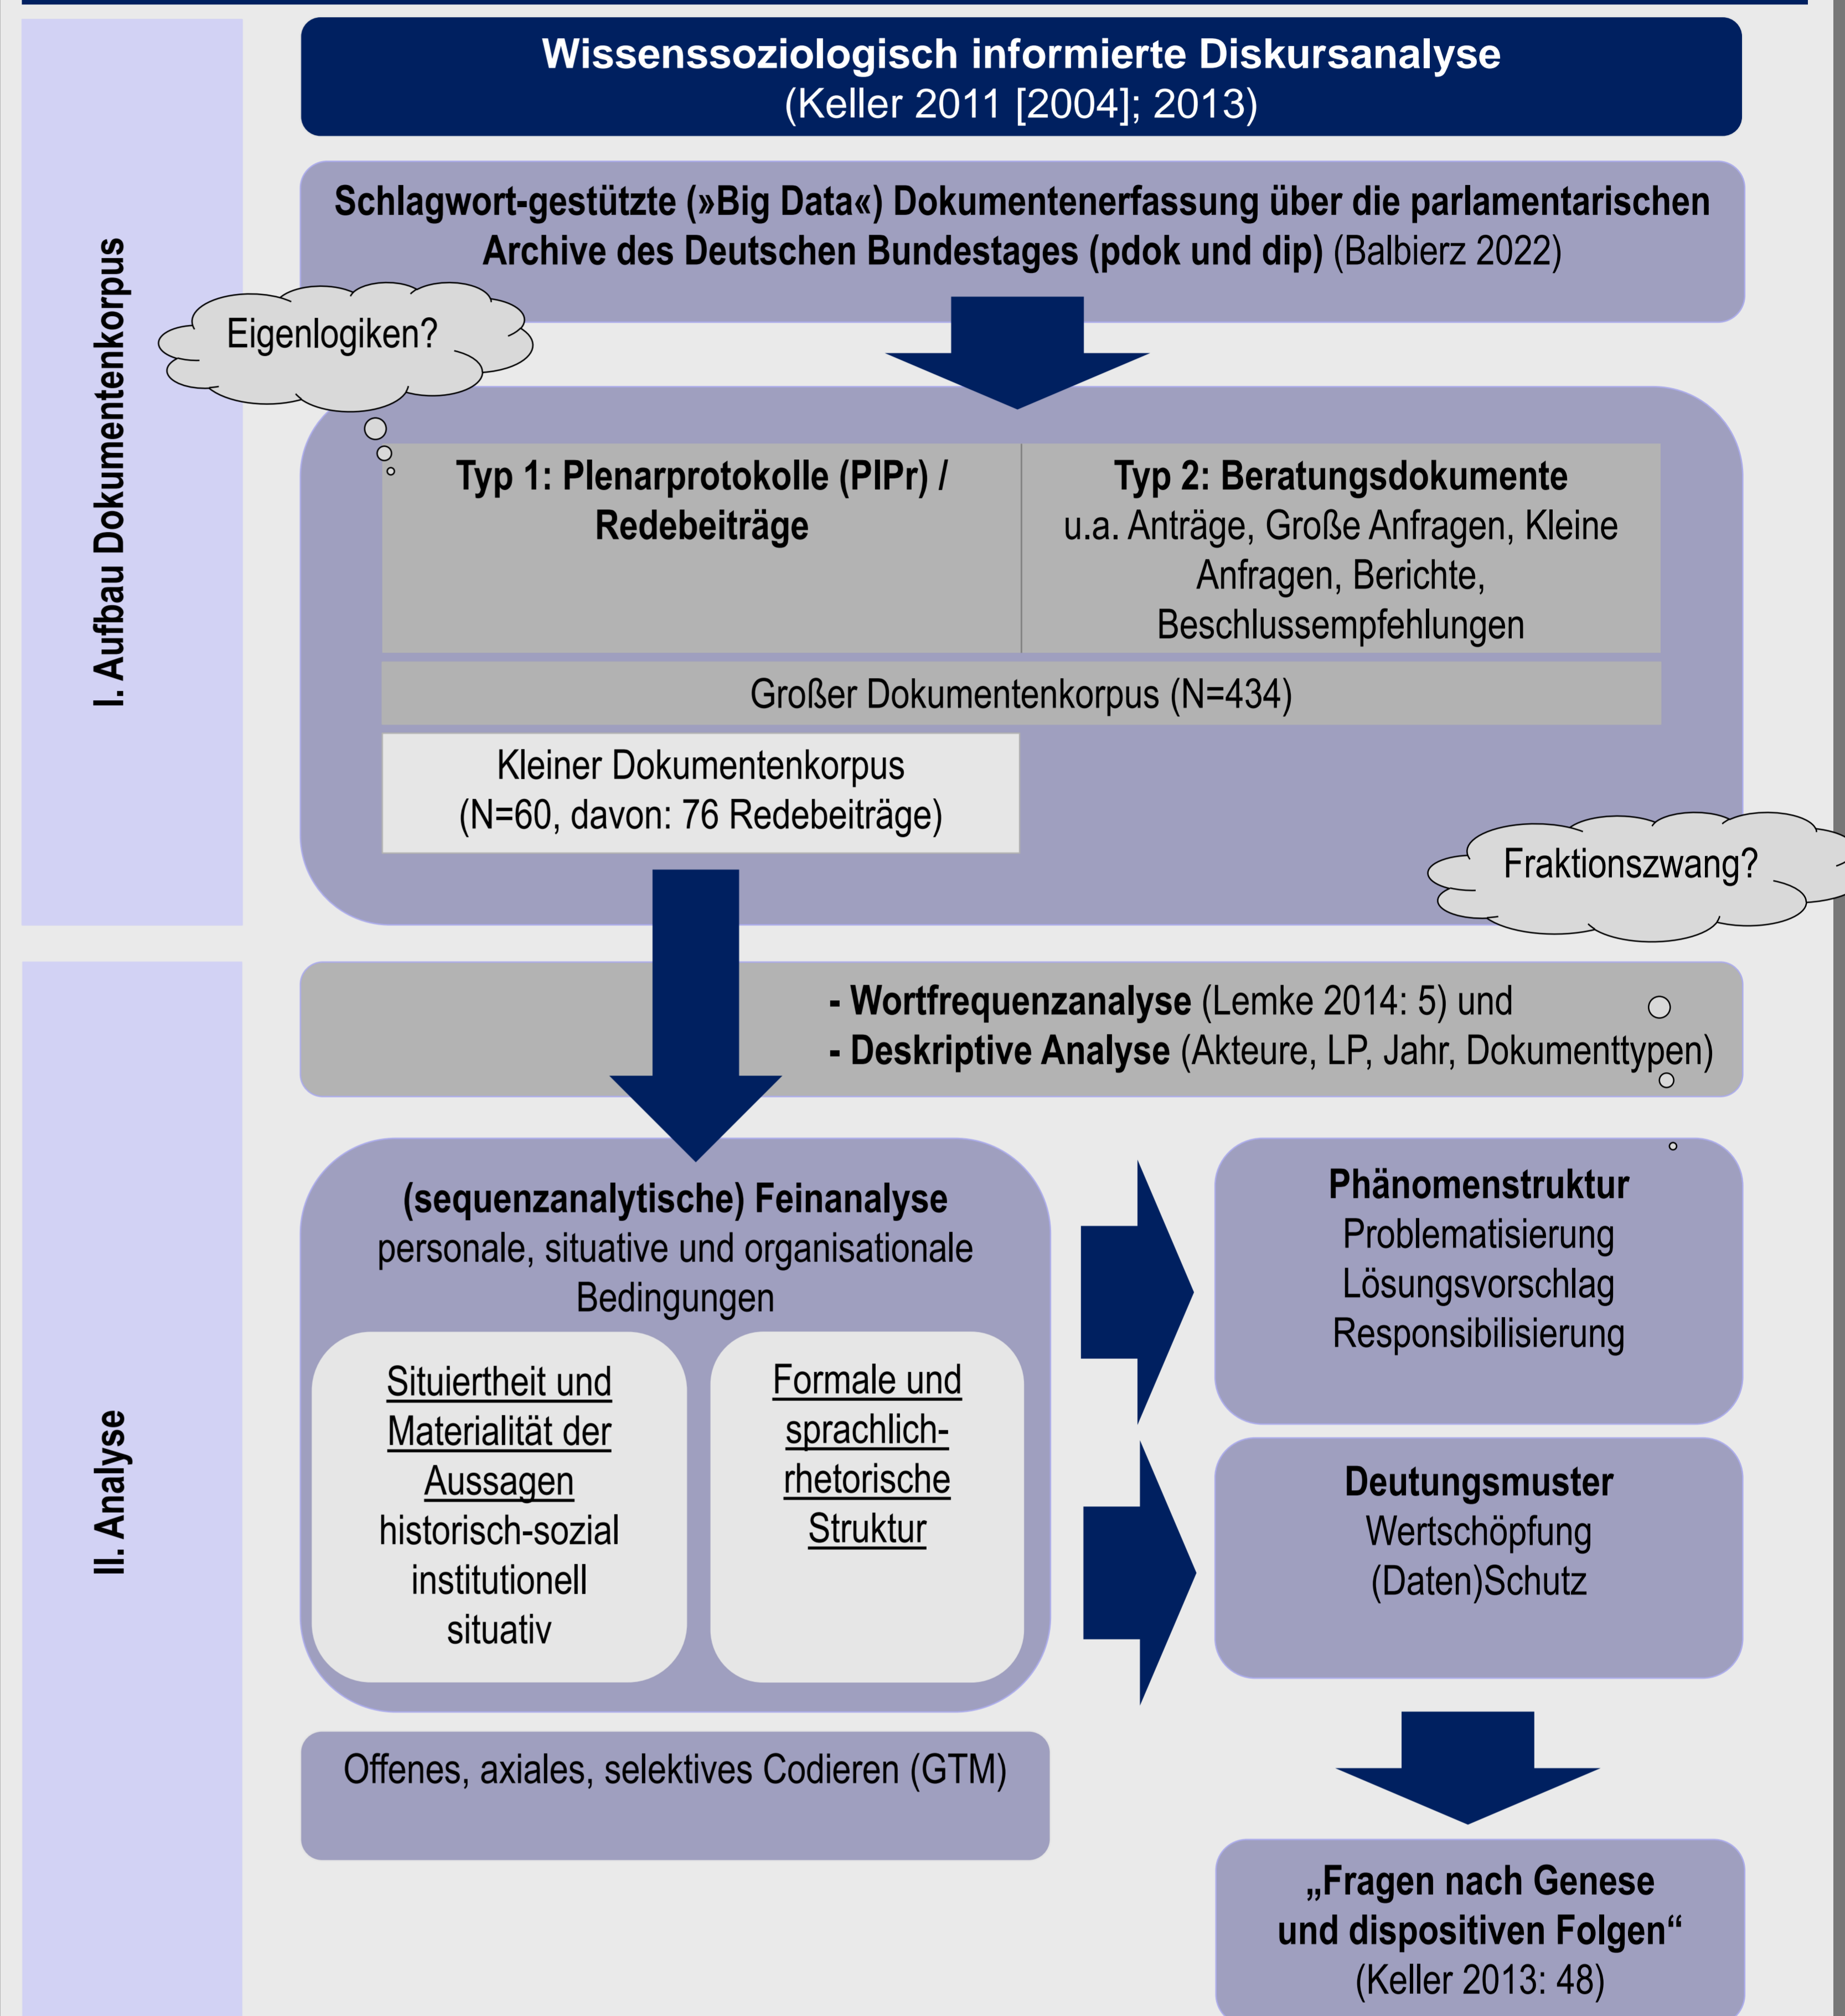 Wissenssoziologisch informierte Diskursanalyse
(Keller 2011 [2004]; 2013)
I. Aufbau Dokumentenkorpus
Schlagwort-gestützte (»Big Data«) Dokumentenerfassung über die parlamentarischen
Archive des Deutschen Bundestages (pdok und dip) (Balbierz 2022)
Eigenlogiken?
Typ 1: Plenarprotokolle (PlPr) /
Redebeiträge
Typ 2: Beratungsdokumente
u.a. Anträge, Große Anfragen, Kleine
Anfragen, Berichte,
Beschlussempfehlungen
Großer Dokumentenkorpus (N=434)
Kleiner Dokumentenkorpus
(N=60, davon: 76 Redebeiträge)
Fraktionszwang?
II. Analyse
- Wortfrequenzanalyse (Lemke 2014: 5) und
- Deskriptive Analyse (Akteure, LP, Jahr, Dokumenttypen)
(sequenzanalytische) Feinanalyse
personale, situative und organisationale
Bedingungen
Situiertheit und
Materialität der
Aussagen
historisch-sozial
institutionell
situativ
Formale und
sprachlich-
rhetorische
Struktur
Phänomenstruktur
Problematisierung
Lösungsvorschlag
Responsibilisierung
Deutungsmuster
Wertschöpfung
(Daten)Schutz
Offenes, axiales, selektives Codieren (GTM)
„Fragen nach Genese
und dispositiven Folgen“
(Keller 2013: 48)